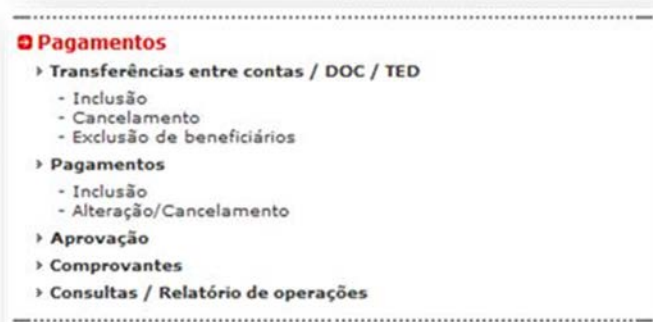 Pagamentos
Transferências entre contas / DOC / TED
- Inclusão
- Cancelamento
- Exclusão de beneficiários
Pagamentos
- Inclusão
- Alteração/Cancelamento
Aprovação
Comprovantes
Consultas / Relatório de operações